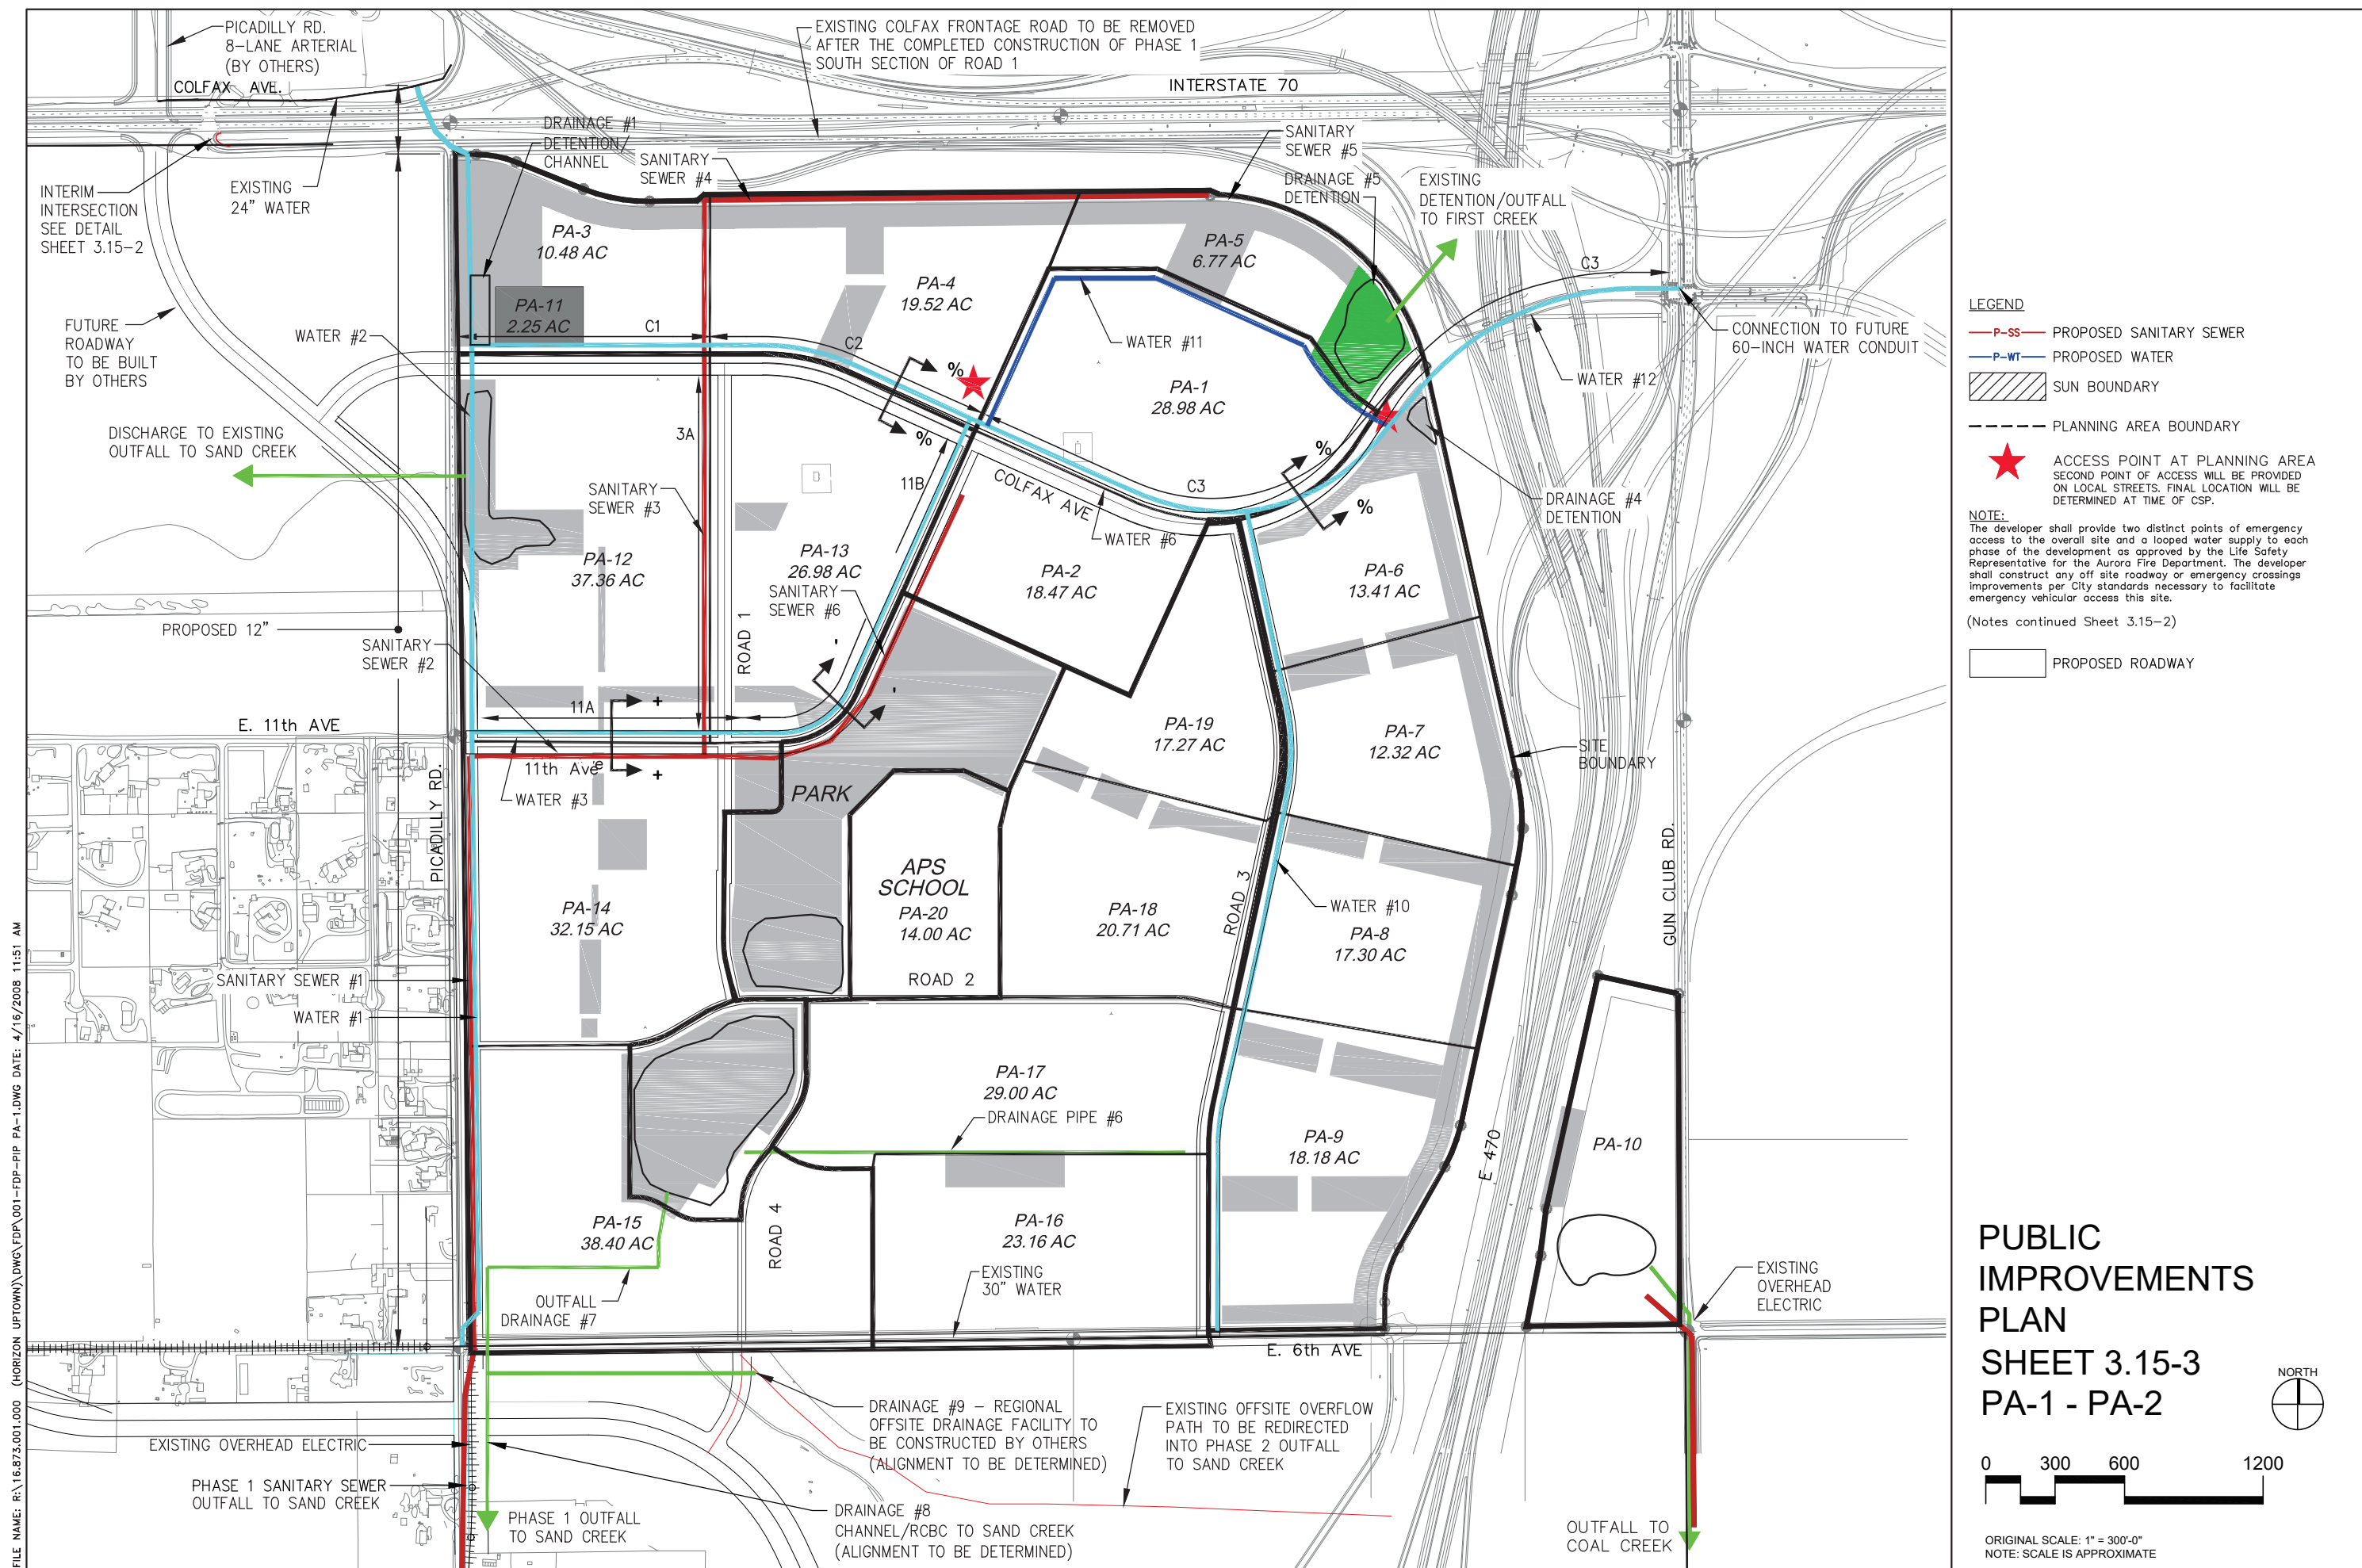 PICADILLY RD.
8-LANE ARTERIAL
(BY OTHERS)
COLFAX AVE.
EXISTING COLFAX FRONTAGE ROAD TO BE REMOVED
AFTER THE COMPLETED CONSTRUCTION OF PHASE 1
SOUTH SECTION OF ROAD 1
INTERSTATE 70
DRAINAGE #1
DETENTION/
CHANNEL
SANITARY
SEWER #4
SANITARY
SEWER #5
DRAINAGE #5
DETENTION
EXISTING
DETENTION/OUTFALL
TO FIRST CREEK
INTERIM
INTERSECTION
SEE DETAIL
SHEET 3.15-2
EXISTING
24" WATER
PA-3
10.48 AC
PA-5
6.77 AC
PA-4
19.52 AC
C3
PA-11
2.25 AC
FUTURE
ROADWAY
TO BE BUILT
BY OTHERS
WATER #2
C1
C2
WATER #11
CONNECTION TO FUTURE
60-INCH WATER CONDUIT
%
%
PA-1
28.98 AC
WATER #12
DISCHARGE TO EXISTING
OUTFALL TO SAND CREEK
3A
%
%
SANITARY
SEWER #3
11B
COLFAX AVE
C3
DRAINAGE #4
DETENTION
WATER #6
PA-12
37.36 AC
PA-13
26.98 AC
SANITARY
SEWER #6
PA-2
18.47 AC
PA-6
13.41 AC
PROPOSED 12"
SANITARY
SEWER #2
ROAD 1
'
'
11A
+
+
E. 11th AVE
11th Ave
WATER #3
PA-19
17.27 AC
PA-7
12.32 AC
SITE
BOUNDARY
PICADILLY RD.
PARK
APS
SCHOOL
PA-20
14.00 AC
PA-14
32.15 AC
PA-18
20.71 AC
ROAD 3
WATER #10
PA-8
17.30 AC
GUN CLUB RD.
SANITARY SEWER #1
WATER #1
ROAD 2
PA-17
29.00 AC
DRAINAGE PIPE #6
PA-9
18.18 AC
E 470
PA-10
PA-15
38.40 AC
ROAD 4
PA-16
23.16 AC
EXISTING
30" WATER
OUTFALL
DRAINAGE #7
EXISTING
OVERHEAD
ELECTRIC
E. 6th AVE
DRAINAGE #9 - REGIONAL
OFFSITE DRAINAGE FACILITY TO
BE CONSTRUCTED BY OTHERS
(ALIGNMENT TO BE DETERMINED)
EXISTING OFFSITE OVERFLOW
PATH TO BE REDIRECTED
INTO PHASE 2 OUTFALL
TO SAND CREEK
EXISTING OVERHEAD ELECTRIC
PHASE 1 SANITARY SEWER
OUTFALL TO SAND CREEK
PHASE 1 OUTFALL
TO SAND CREEK
DRAINAGE #8
CHANNEL/RCBC TO SAND CREEK
(ALIGNMENT TO BE DETERMINED)
OUTFALL TO
COAL CREEK
FILE NAME: R:\16.873.001.000 (HORIZON UPTOWN)\DWG\FDP\001-FDP-PIP PA-1.DWG DATE: 4/16/2008 11:51 AM
LEGEND
P-SS PROPOSED SANITARY SEWER
P-WT PROPOSED WATER
SUN BOUNDARY
PLANNING AREA BOUNDARY
ACCESS POINT AT PLANNING AREA
SECOND POINT OF ACCESS WILL BE PROVIDED
ON LOCAL STREETS. FINAL LOCATION WILL BE
DETERMINED AT TIME OF CSP.
NOTE:
The developer shall provide two distinct points of emergency
access to the overall site and a looped water supply to each
phase of the development as approved by the Life Safety
Representative for the Aurora Fire Department. The developer
shall construct any off site roadway or emergency crossings
improvements per City standards necessary to facilitate
emergency vehicular access this site.
(Notes continued Sheet 3.15-2)
PROPOSED ROADWAY
PUBLIC
IMPROVEMENTS
PLAN
SHEET 3.15-3
PA-1 - PA-2
NORTH
0 300 600 1200
ORIGINAL SCALE: 1" = 300'-0"
NOTE: SCALE IS APPROXIMATE